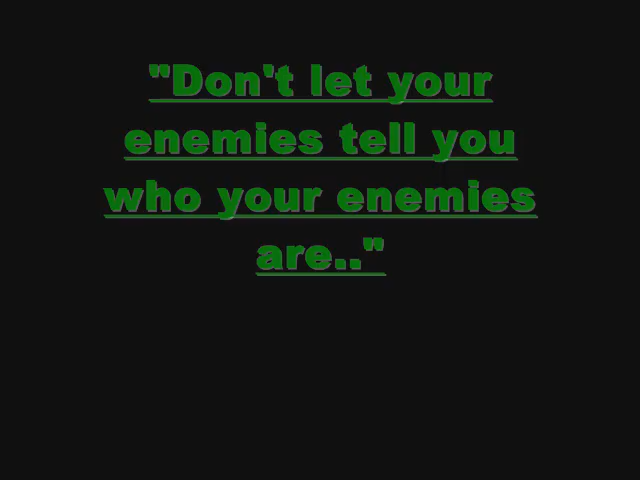 "Don't let your
enemies tell you
who your enemies
are.."